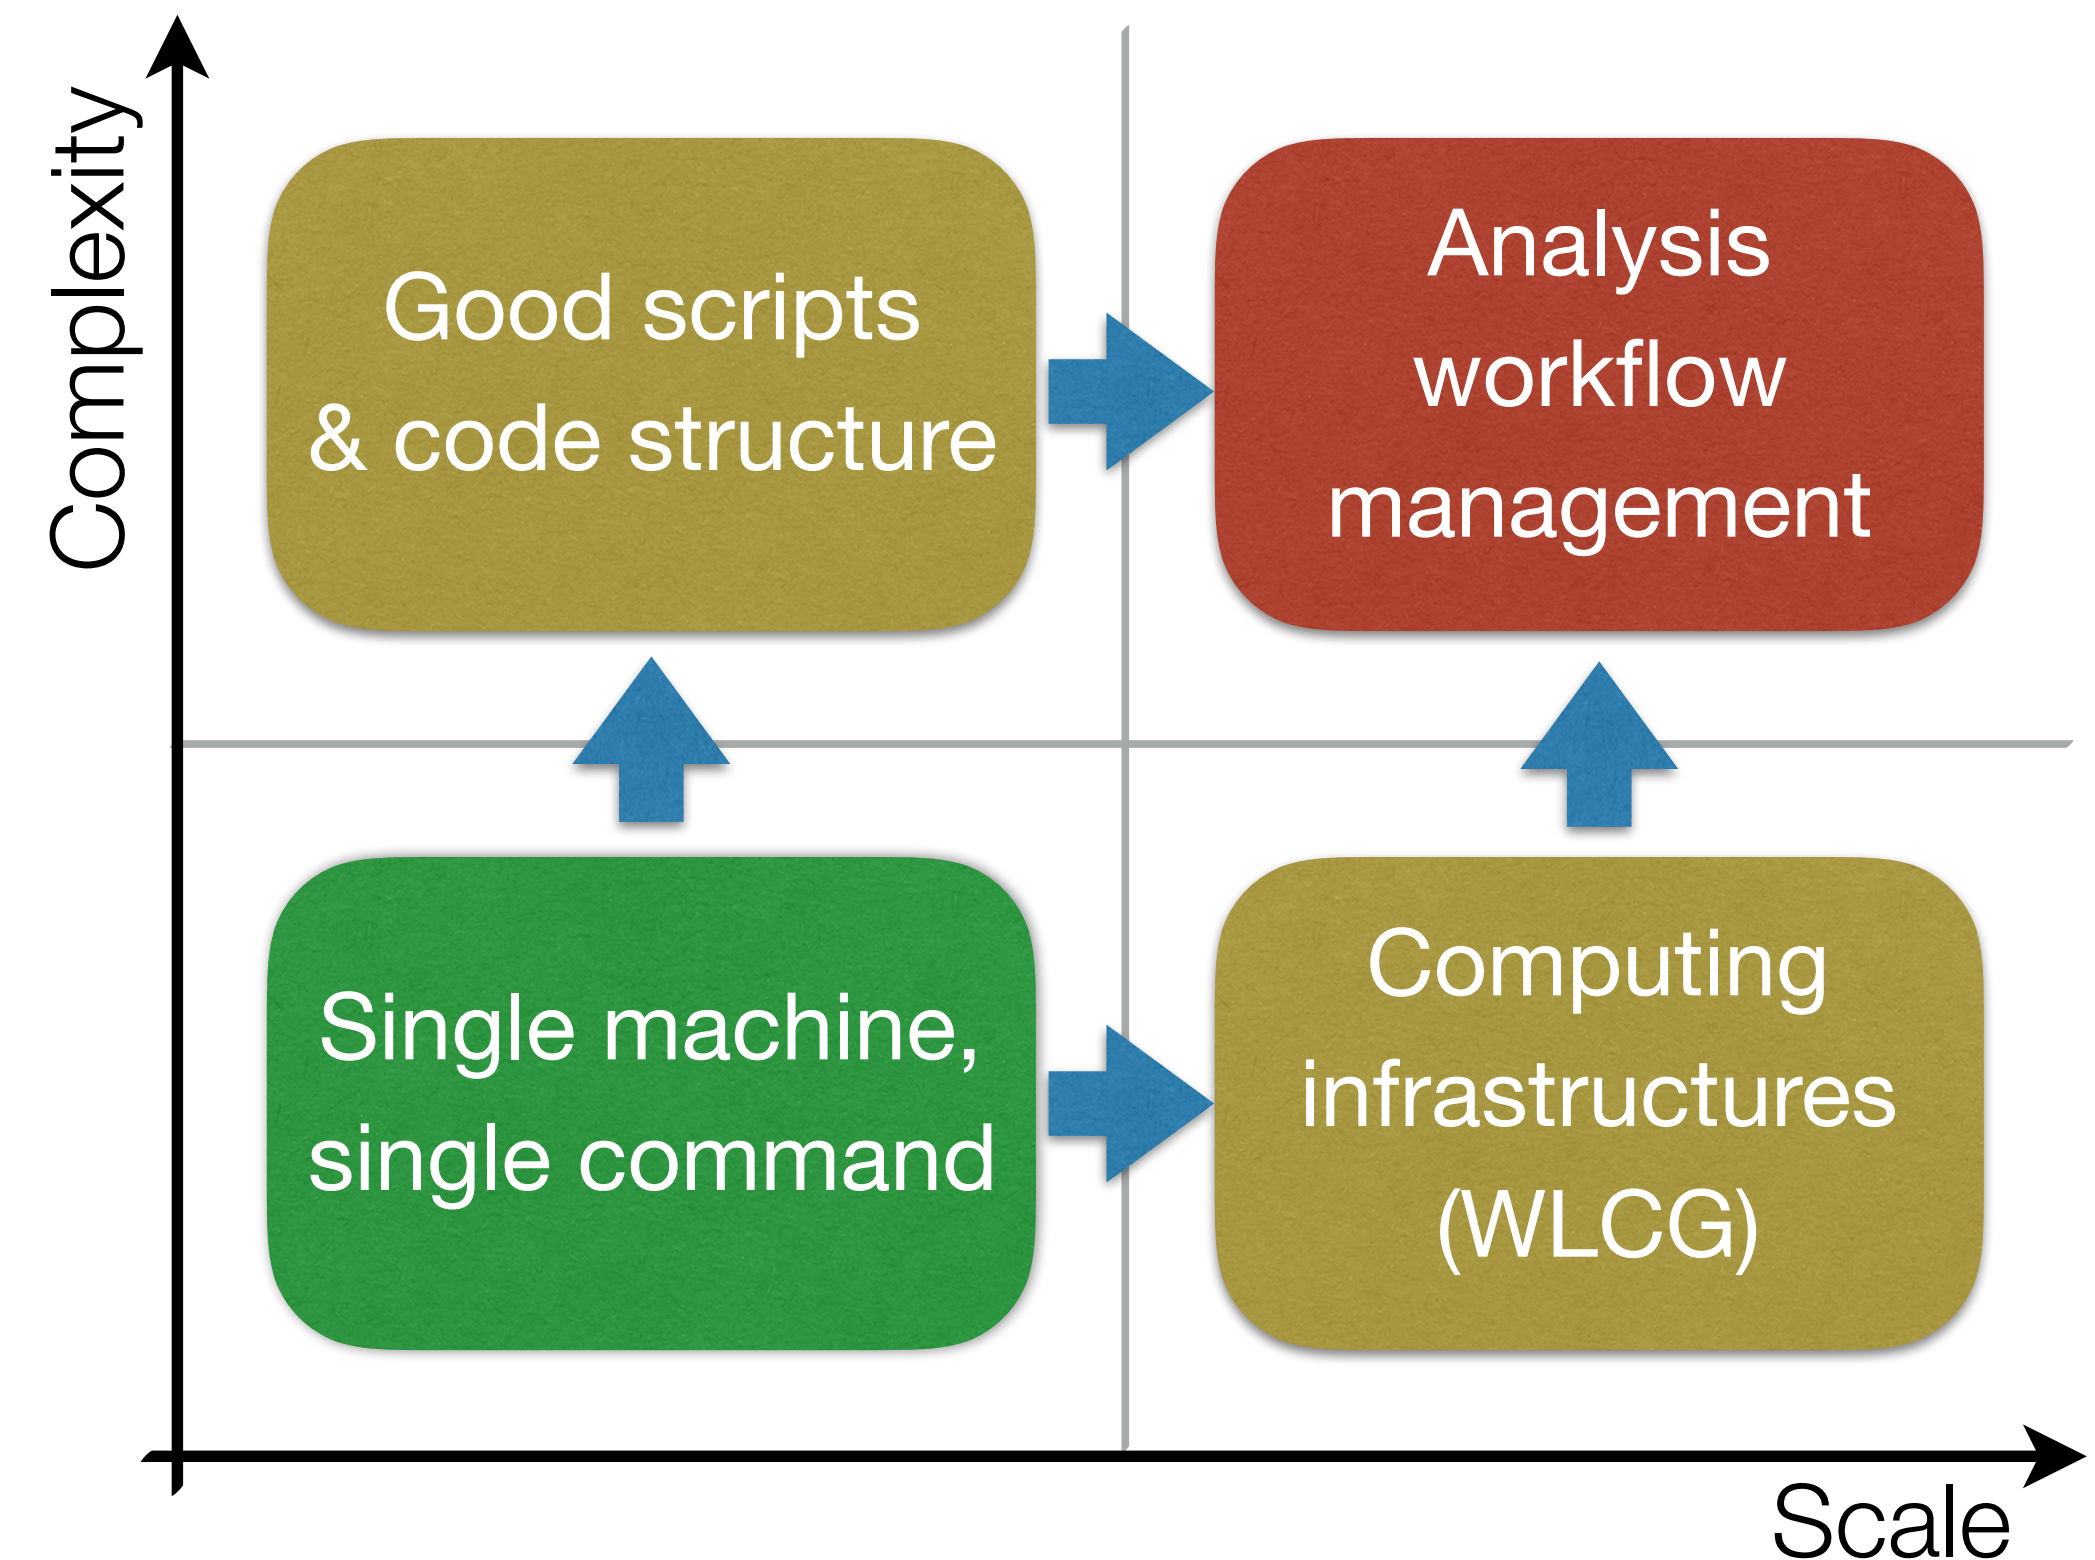 Complexity
Good scripts
& code structure
Analysis
workflow
management
Single machine,
single command
Computing
infrastructures
(WLCG)
Scale